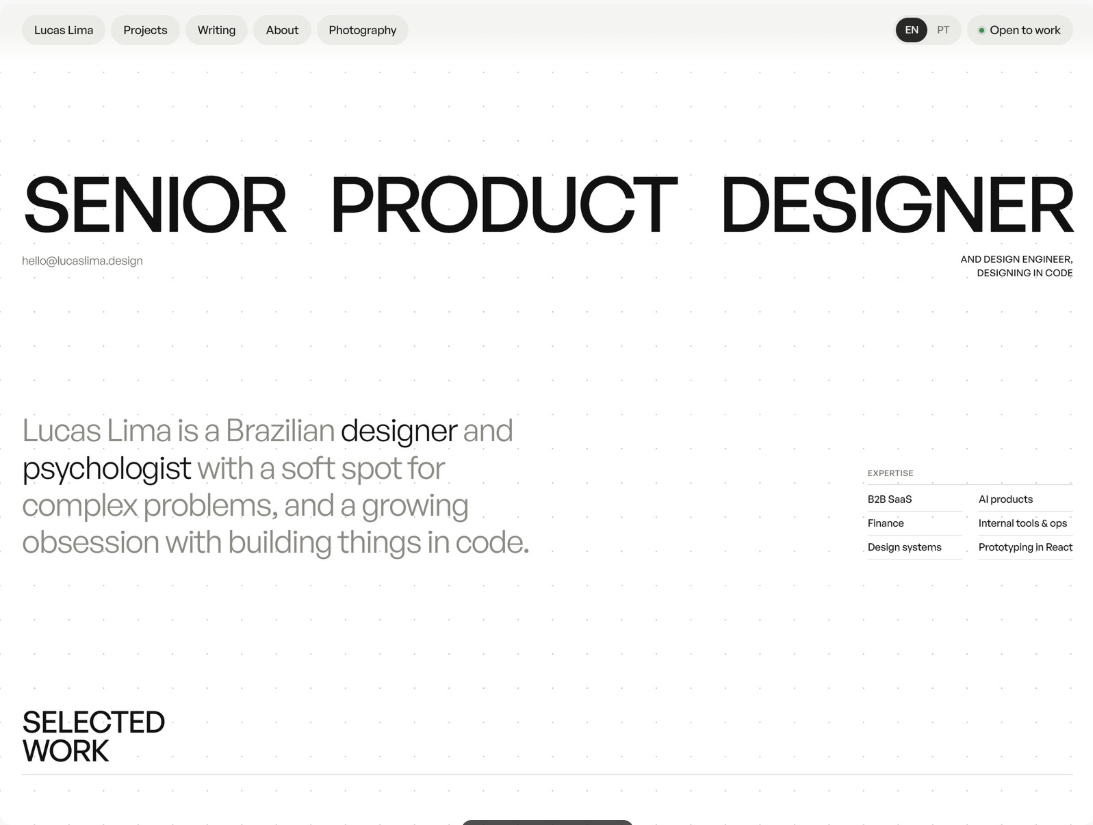 Lucas Lima Projects Writing About Photography EN PT Open to work
SENIOR PRODUCT DESIGNER
hello@lucaslima.design
AND DESIGN ENGINEER,
DESIGNING IN CODE
Lucas Lima is a Brazilian designer and
psychologist with a soft spot for
complex problems, and a growing
obsession with building things in code.
EXPERTISE
B2B SaaS AI products
Finance Internal tools & ops
Design systems Prototyping in React
SELECTED
WORK